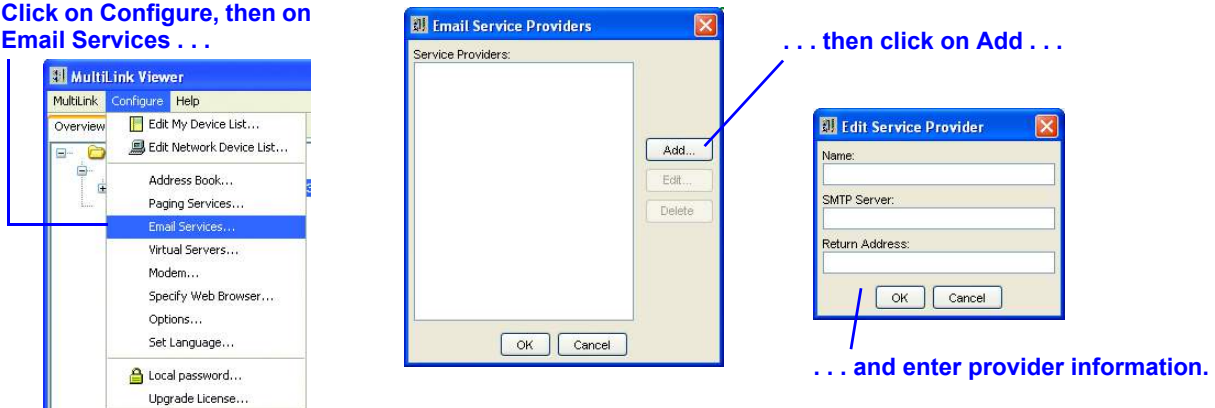 Click on Configure, then on
Email Services . . .
MultiLink Viewer
MultiLink Configure Help
Overview
Edit My Device List...
Edit Network Device List...
Address Book...
Paging Services...
Email Services...
Virtual Servers...
Modem...
Specify Web Browser...
Options...
Set Language...
Local password...
Upgrade License...
Email Service Providers
Service Providers:
Add...
Edit...
Delete
OK Cancel
. . . then click on Add . . .
Edit Service Provider
Name:
SMTP Server:
Return Address:
OK Cancel
. . . and enter provider information.